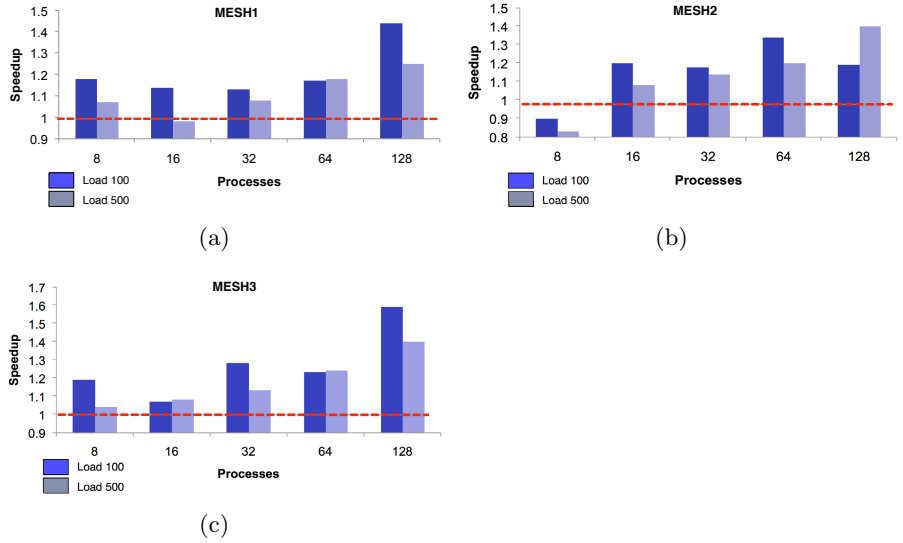 MESH1
1.5
1.4
1.3
1.2
1.1
1
0.9
Speedup
8 16 32 64 128
Processes
Load 100
Load 500
(a)
MESH2
1.5
1.4
1.3
1.2
1.1
1
0.9
0.8
Speedup
8 16 32 64 128
Processes
Load 100
Load 500
(b)
MESH3
1.7
1.6
1.5
1.4
1.3
1.2
1.1
1
0.9
Speedup
8 16 32 64 128
Processes
Load 100
Load 500
(c)